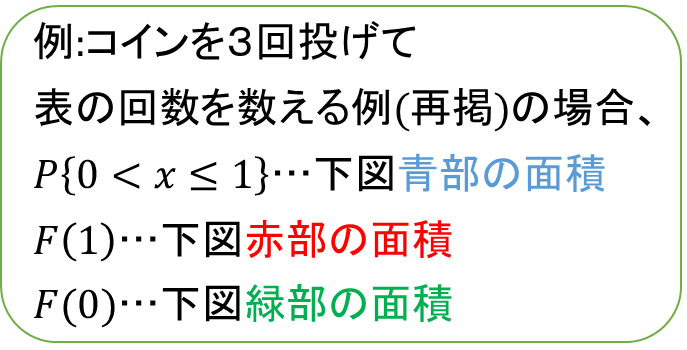 例:コインを３回投げて
表の回数を数える例(再掲)の場合、
𝑃{0 < 𝑥 ≤ 1}…下図青部の面積
𝐹(1)…下図赤部の面積
𝐹(0)…下図緑部の面積